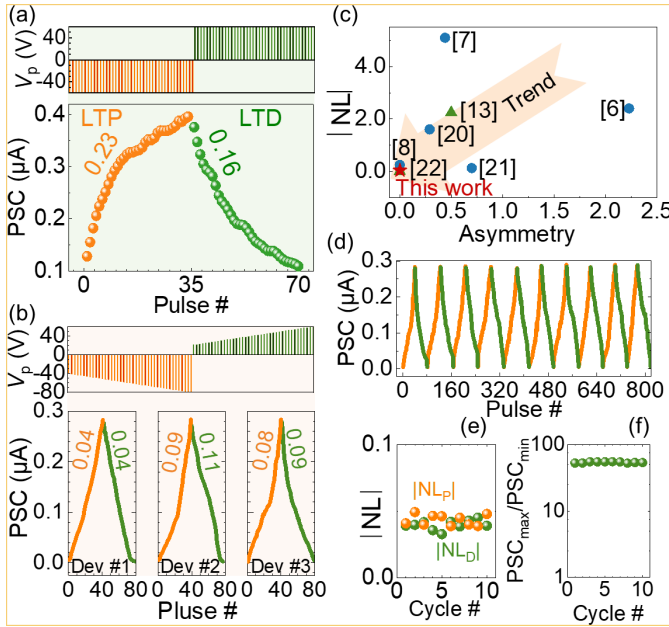 (a)
60
0
-60
V_p (V)
0.4
0.3
0.2
0.1
PSC (μA)
LTP
LTD
0.23
0.16
0
35
70
Pulse #
(b)
40
0
-40
-80
V_p (V)
0.3
0.2
0.1
0.0
PSC (μA)
0.04
0.04
0.09
0.11
0.08
0.09
Dev #1
Dev #2
Dev #3
0
40
80
0
40
80
0
40
80
Pluse #
(c)
4.0
2.0
0.0
|NL|
[7]
[13]
Trend
[6]
[20]
[8]
[22]
[21]
This work
0.0
0.5
1.0
1.5
2.0
2.5
Asymmetry
(d)
0.3
0.2
0.1
0.0
PSC (μA)
0
160
320
480
640
800
Pulse #
(e)
0.1
0.0
|NL|
|NL_P|
|NL_D|
0
5
10
Cycle #
(f)
100
10
1
PSC_max/PSC_min
0
5
10
Cycle #